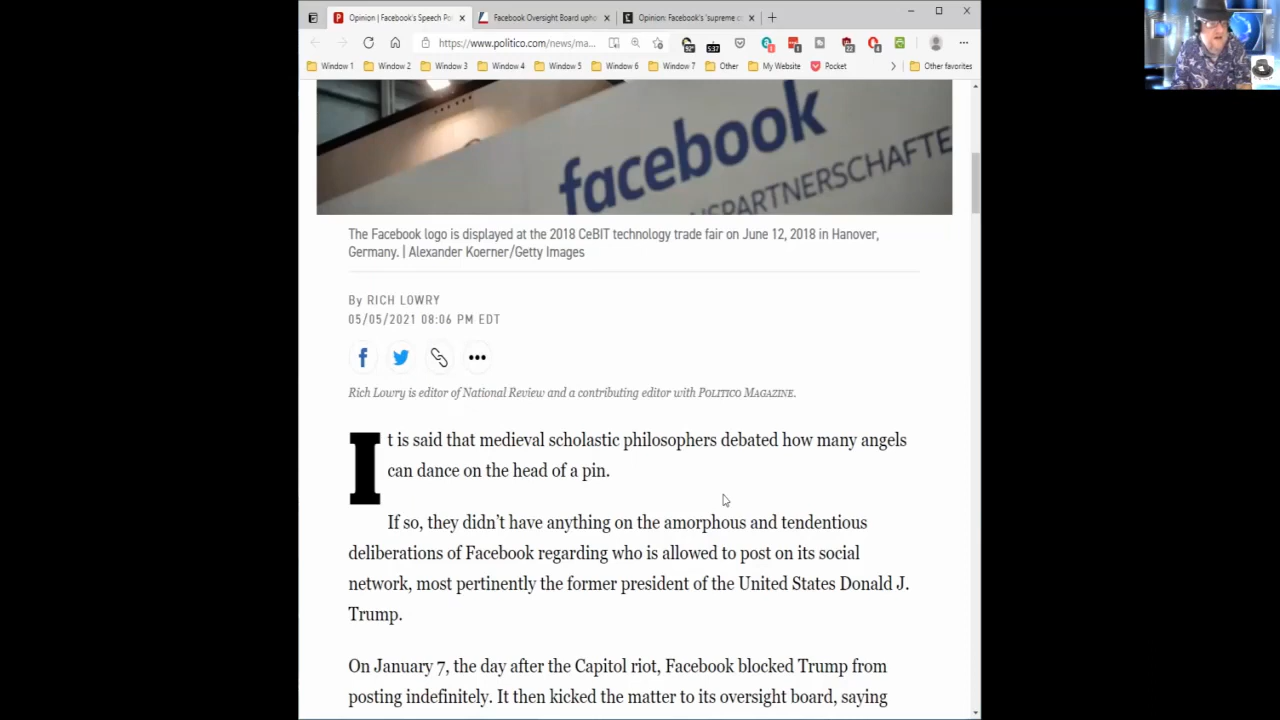 Opinion | Facebook's Speech Po
Facebook Oversight Board upho
Opinion: Facebook's 'supreme c
https://www.politico.com/news/ma...
92°
5:37
22
Window 1
Window 2
Window 3
Window 4
Window 5
Window 6
Window 7
Other
My Website
Pocket
Other favorites
facebook
NSPARTNERSCHAFTE
The Facebook logo is displayed at the 2018 CeBIT technology trade fair on June 12, 2018 in Hanover,
Germany. | Alexander Koerner/Getty Images
By RICH LOWRY
05/05/2021 08:06 PM EDT
Rich Lowry is editor of National Review and a contributing editor with POLITICO MAGAZINE.
It is said that medieval scholastic philosophers debated how many angels
can dance on the head of a pin.
If so, they didn't have anything on the amorphous and tendentious
deliberations of Facebook regarding who is allowed to post on its social
network, most pertinently the former president of the United States Donald J.
Trump.
On January 7, the day after the Capitol riot, Facebook blocked Trump from
posting indefinitely. It then kicked the matter to its oversight board, saying